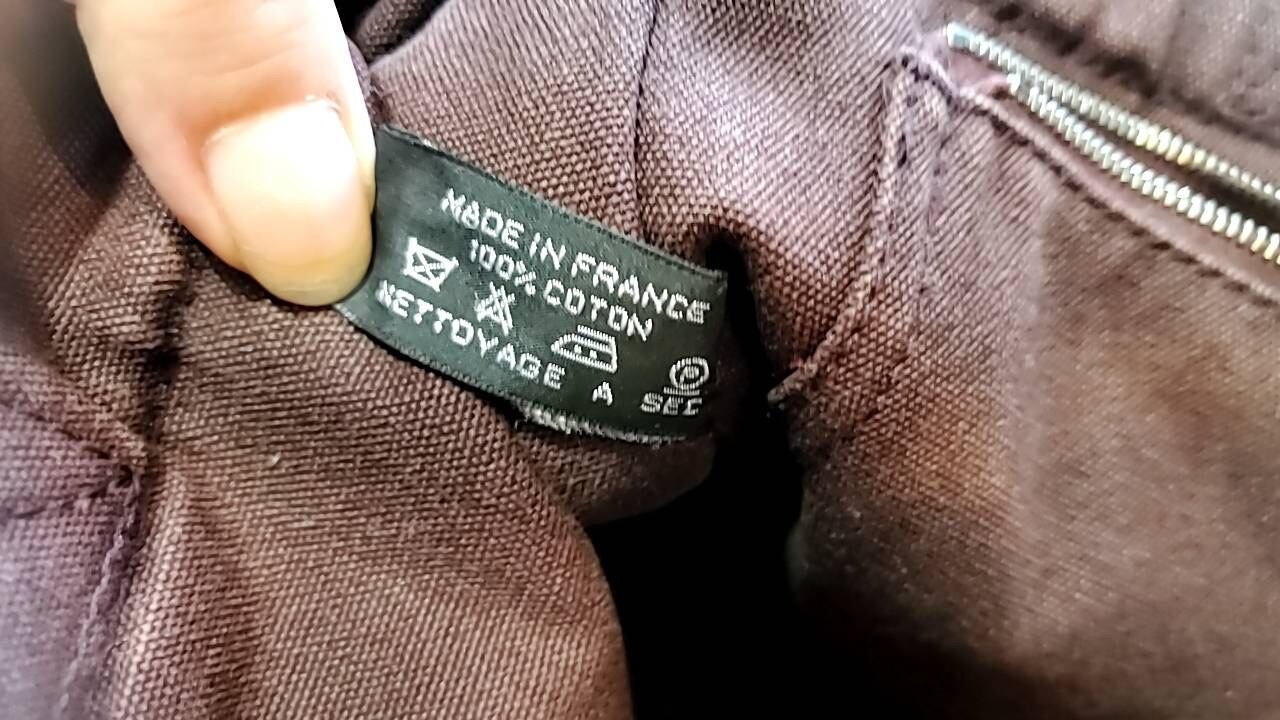 MADE IN FRANCE
100% COTON
NETTOYAGE A SEC